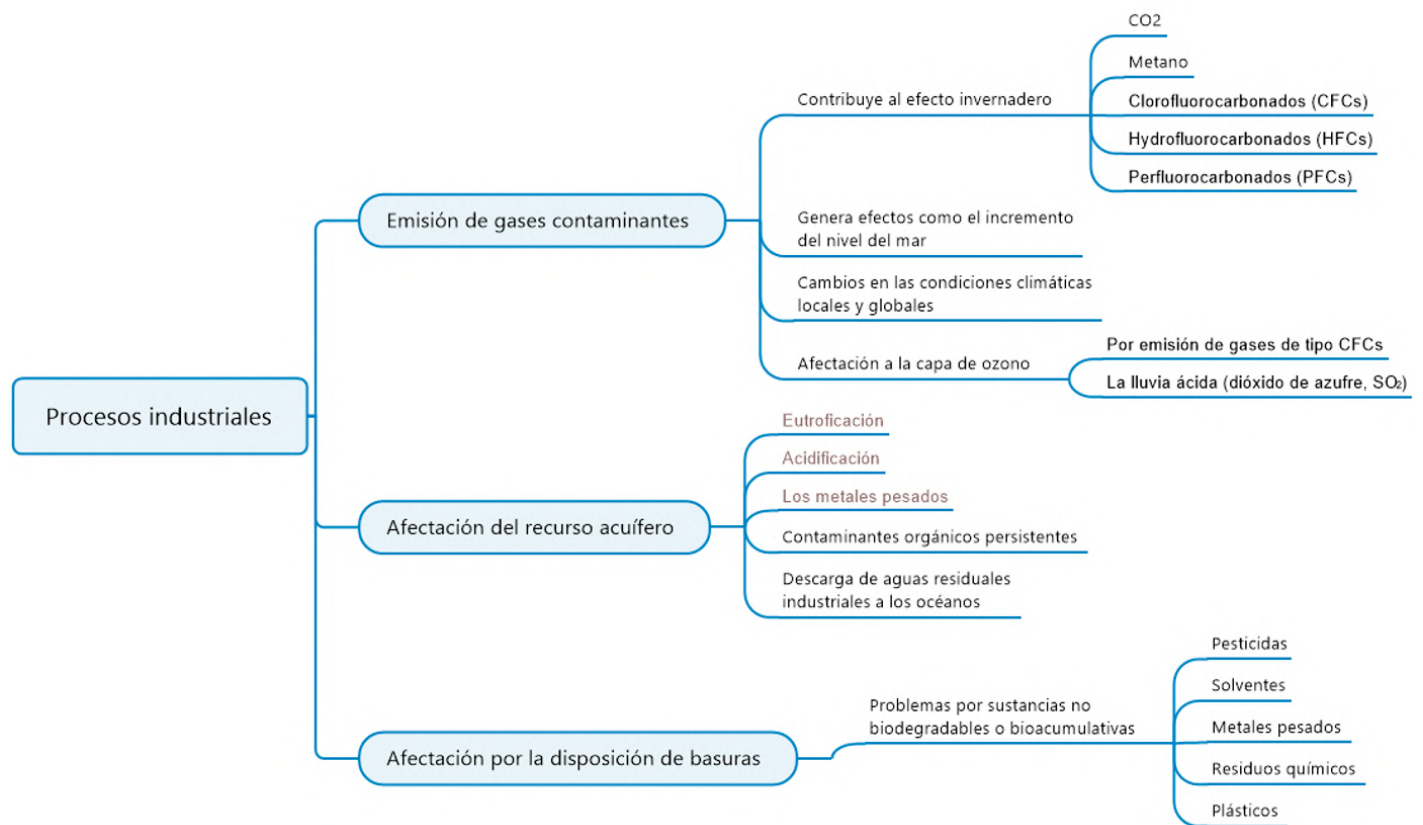 Procesos industriales
Emisión de gases contaminantes
Contribuye al efecto invernadero
CO2
Metano
Clorofluorocarbonados (CFCs)
Hydrofluorocarbonados (HFCs)
Perfluorocarbonados (PFCs)
Genera efectos como el incremento
del nivel del mar
Cambios en las condiciones climáticas
locales y globales
Afectación a la capa de ozono
Por emisión de gases de tipo CFCs
La lluvia ácida (dióxido de azufre, SO₂)
Afectación del recurso acuífero
Eutroficación
Acidificación
Los metales pesados
Contaminantes orgánicos persistentes
Descarga de aguas residuales
industriales a los océanos
Afectación por la disposición de basuras
Problemas por sustancias no
biodegradables o bioacumulativas
Pesticidas
Solventes
Metales pesados
Residuos químicos
Plásticos